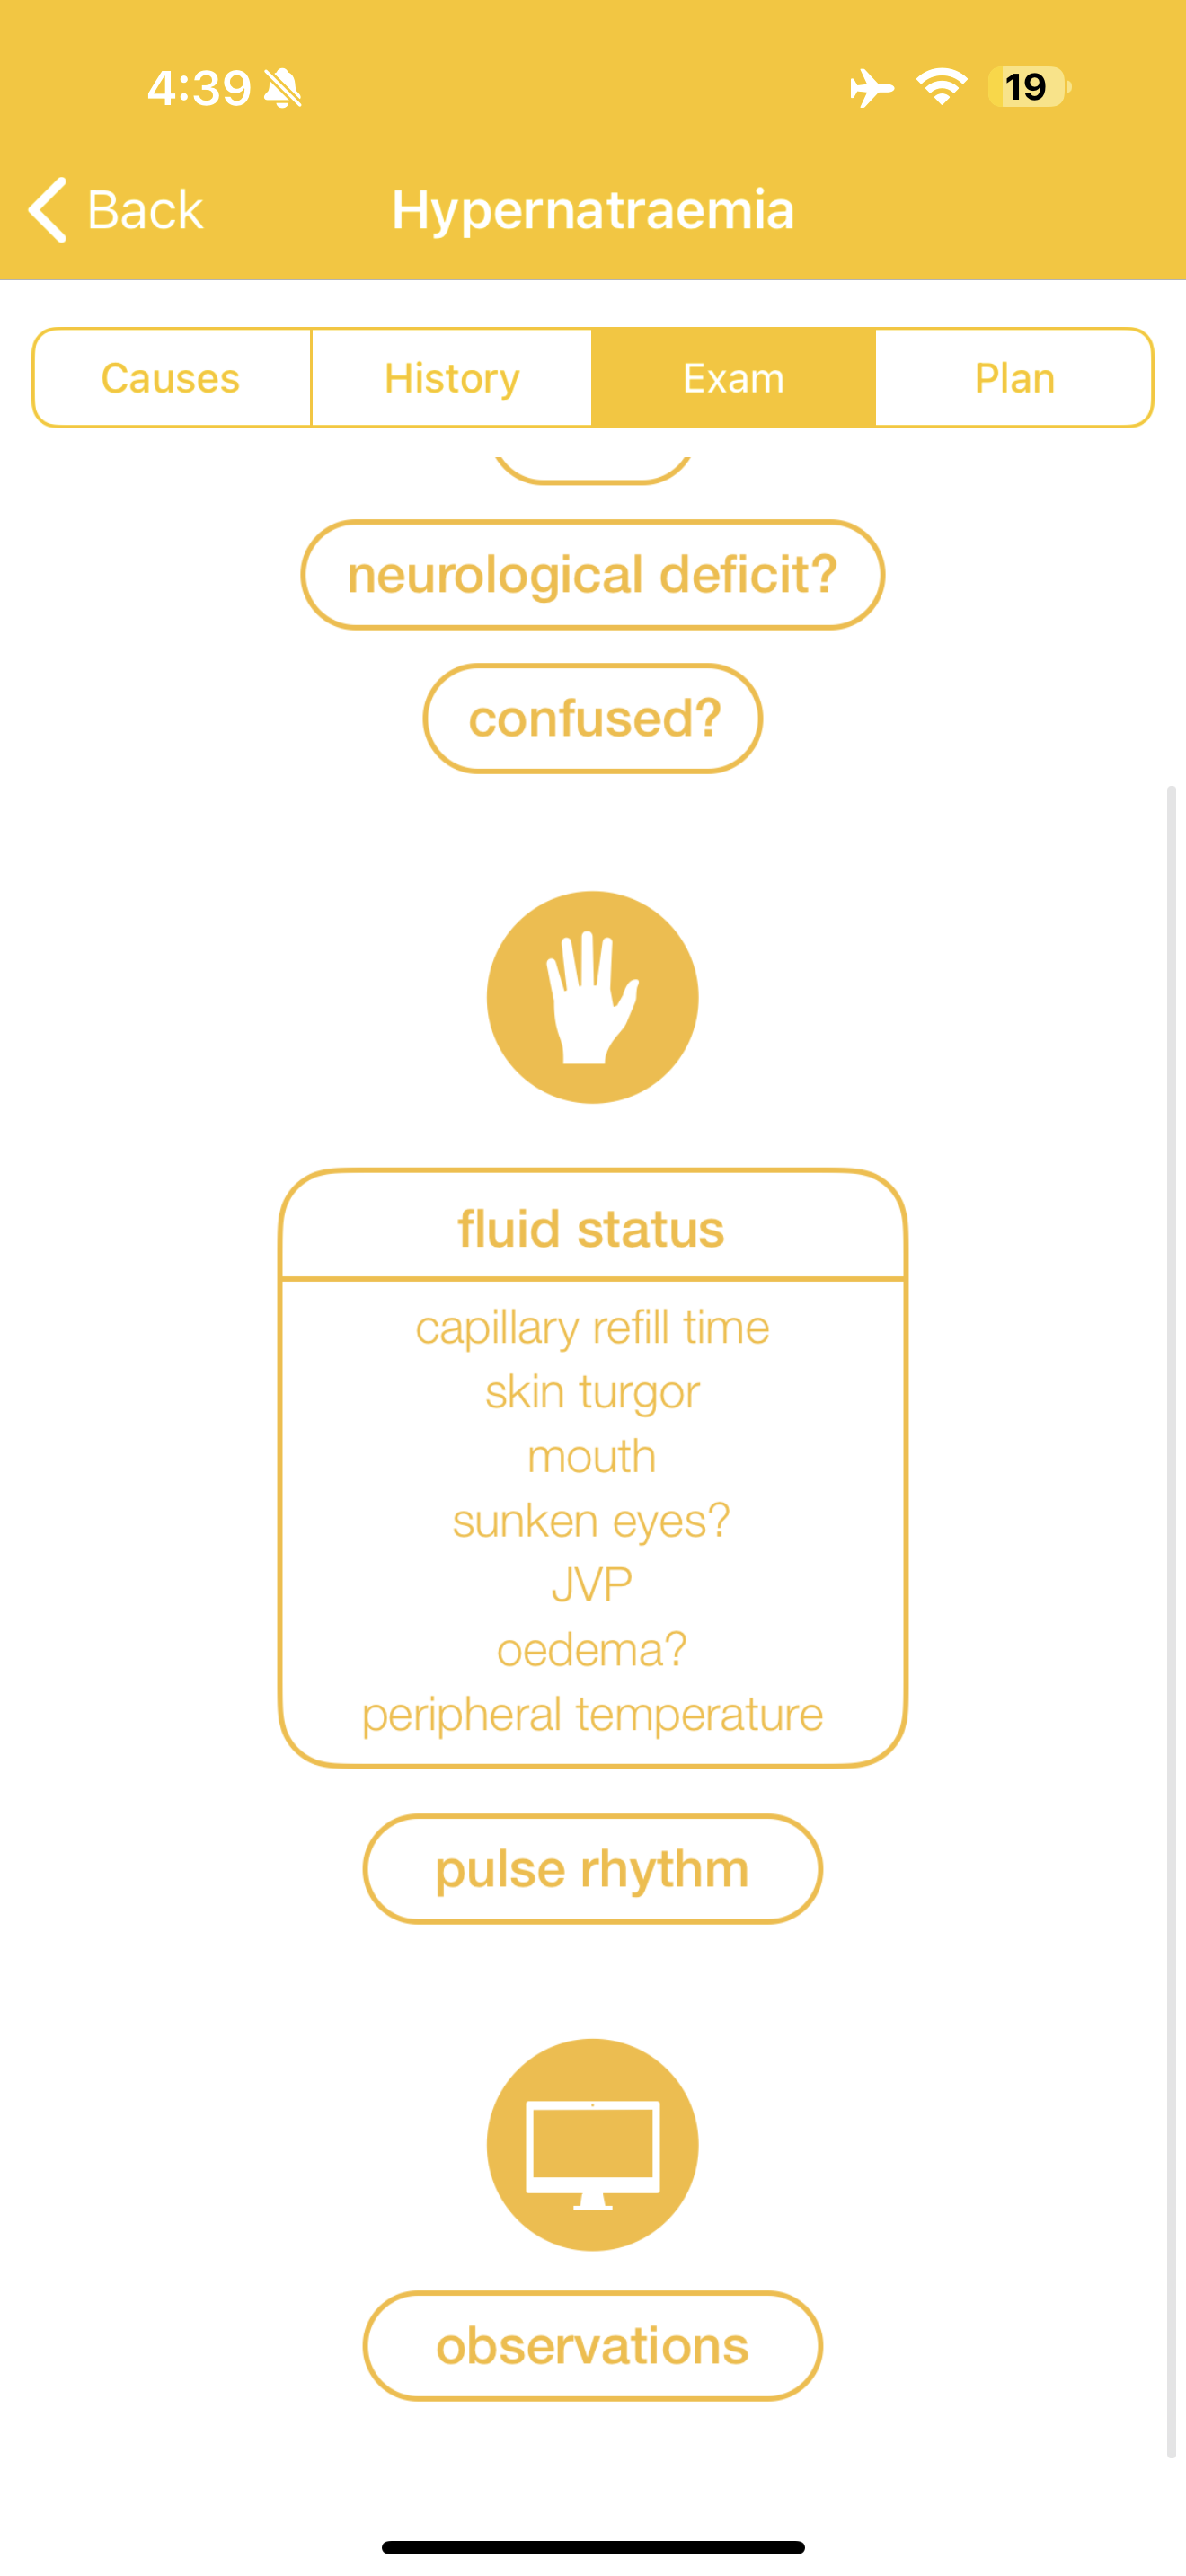 4:39
19
Back
Hypernatraemia
Causes
History
Exam
Plan
neurological deficit?
confused?
fluid status
capillary refill time
skin turgor
mouth
sunken eyes?
JVP
oedema?
peripheral temperature
pulse rhythm
observations